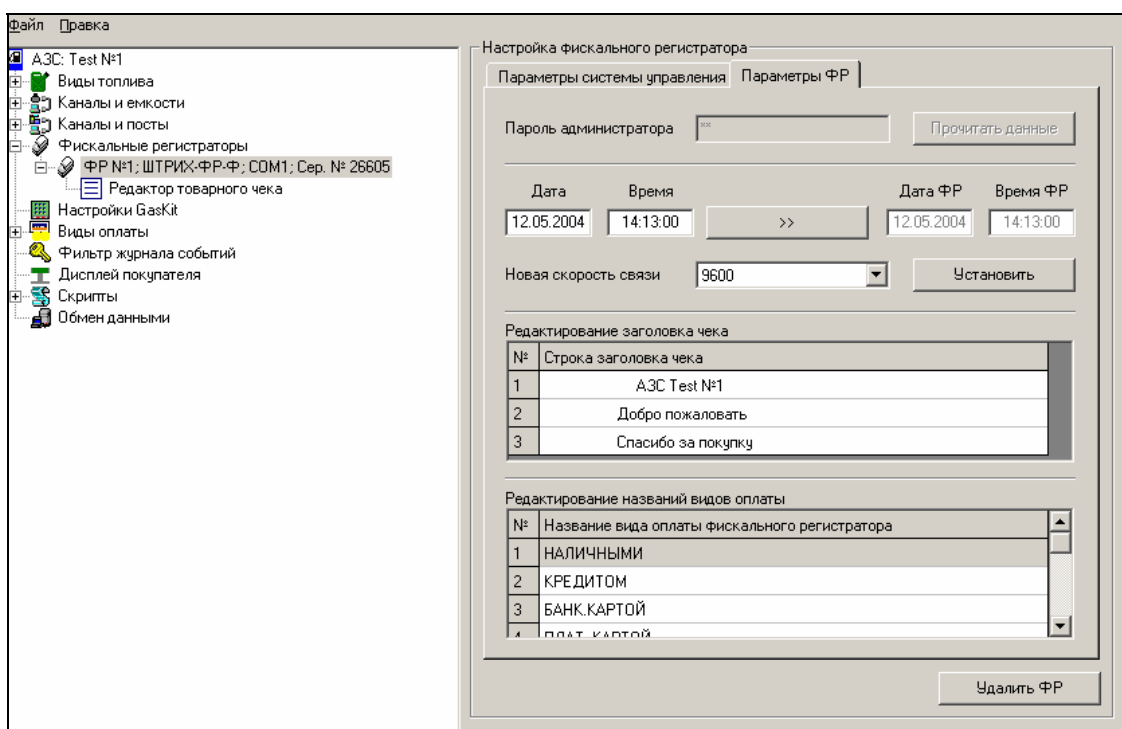 Файл Правка
АЗС: Test №1
Виды топлива
Каналы и емкости
Каналы и посты
Фискальные регистраторы
ФР №1; ШТРИХ-ФР-Ф; COM1; Сер. № 26605
Редактор товарного чека
Настройки GasKit
Виды оплаты
Фильтр журнала событий
Дисплей покупателя
Скрипты
Обмен данными
Настройка фискального регистратора
Параметры системы управления Параметры ФР
Пароль администратора ** Прочитать данные
Дата Время Дата ФР Время ФР
12.05.2004 14:13:00 >> 12.05.2004 14:13:00
Новая скорость связи 9600 Установить
Редактирование заголовка чека
№ Строка заголовка чека
1 АЗС Test №1
2 Добро пожаловать
3 Спасибо за покупку
Редактирование названий видов оплаты
№ Название вида оплаты фискального регистратора
1 НАЛИЧНЫМИ
2 КРЕДИТОМ
3 БАНК.КАРТОЙ
4 ПЛАТ. КАРТОЙ
Удалить ФР